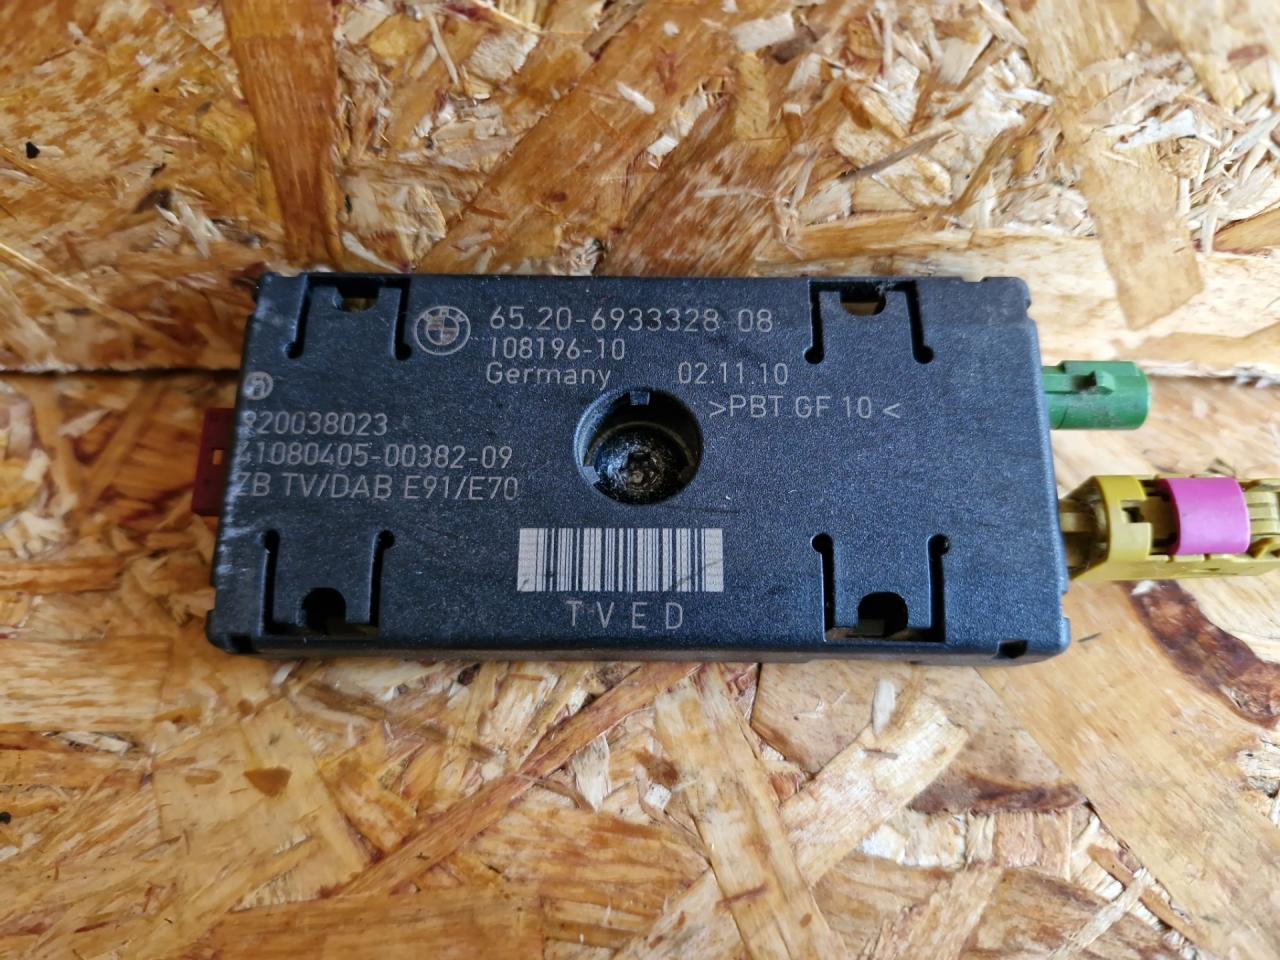 65.20-6933328 08
108196-10
Germany 02.11.10
>PBT GF 10<
920038023
41080405-00382-09
ZB TV/DAB E91/E70
TVED